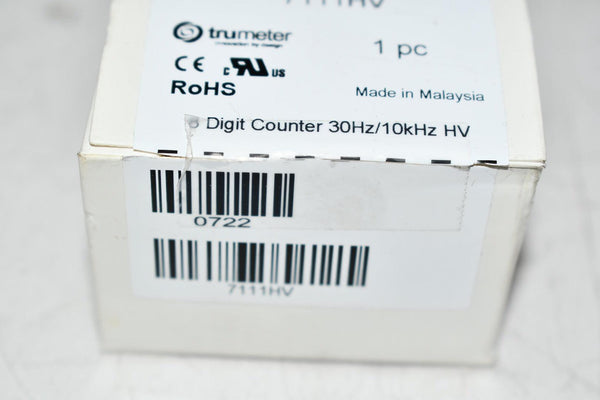 7111HV
trumeter
innovation by design
1 pc
CE c RU us
RoHS
Made in Malaysia
Digit Counter 30Hz/10kHz HV
0722
7111HV